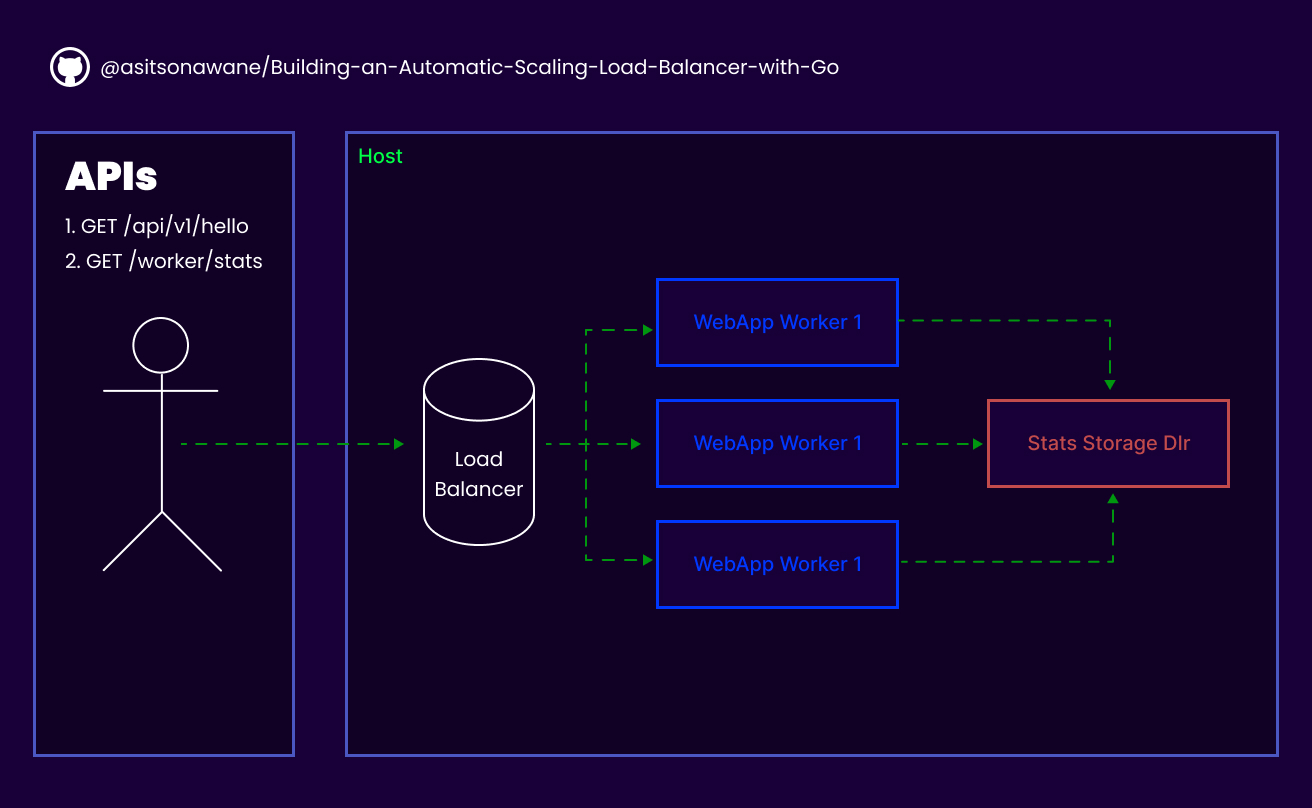 @asitsonawane/Building-an-Automatic-Scaling-Load-Balancer-with-Go
APIs
1. GET /api/v1/hello
2. GET /worker/stats
Host
Load
Balancer
WebApp Worker 1
WebApp Worker 1
WebApp Worker 1
Stats Storage DIr